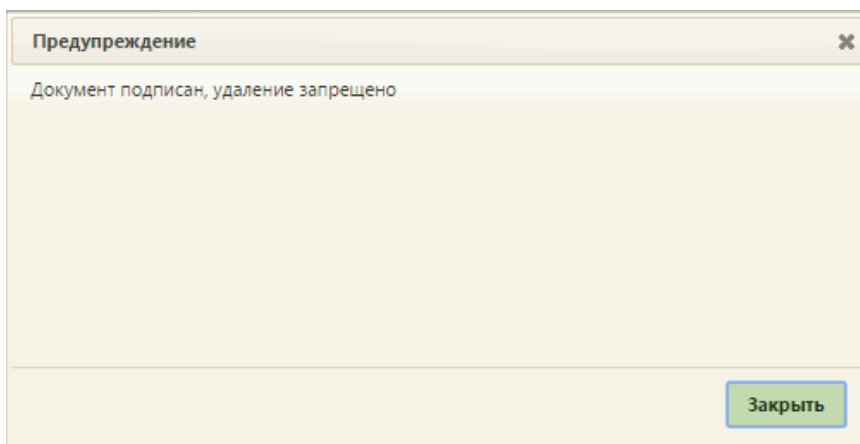 Предупреждение
Документ подписан, удаление запрещено
Закрыть